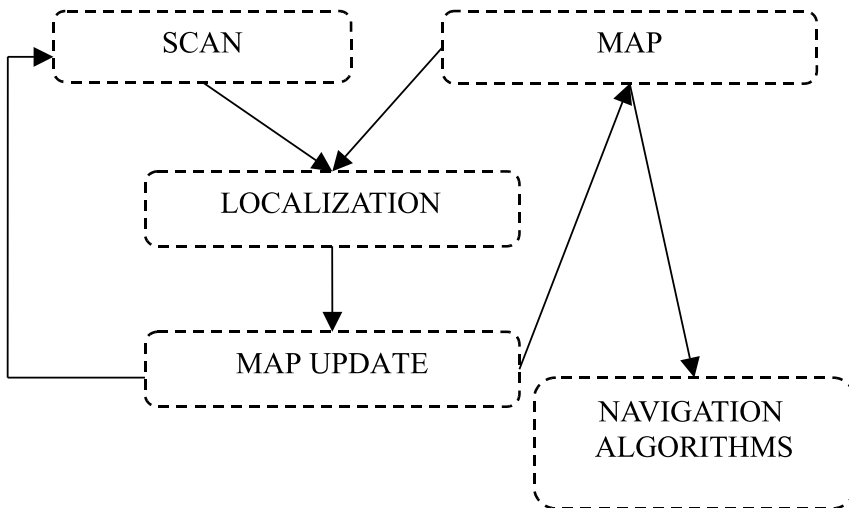 SCAN
MAP
LOCALIZATION
MAP UPDATE
NAVIGATION
ALGORITHMS